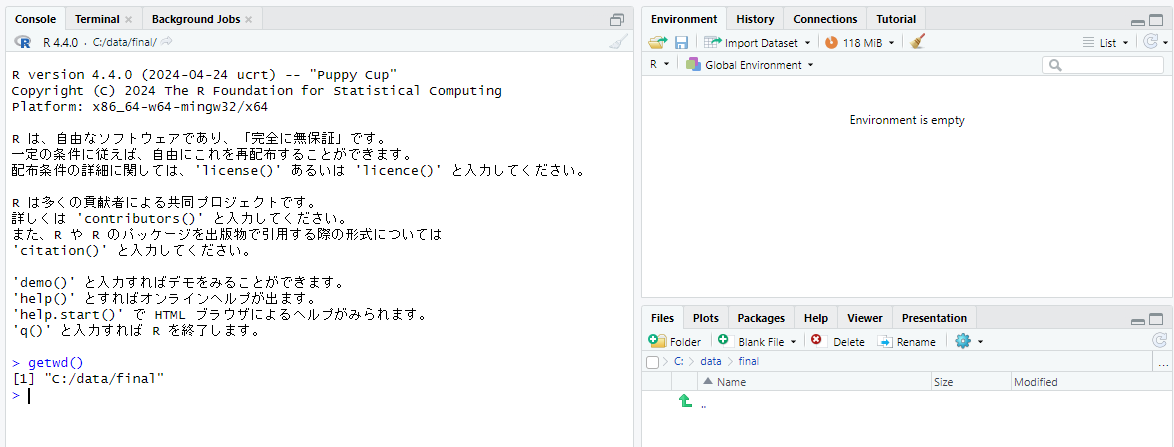 Console Terminal Background Jobs
R 4.4.0 · C:/data/final/
R version 4.4.0 (2024-04-24 ucrt) -- "Puppy Cup"
Copyright (C) 2024 The R Foundation for Statistical Computing
Platform: x86_64-w64-mingw32/x64
R は、自由なソフトウェアであり、「完全に無保証」です。
一定の条件に従えば、自由にこれを再配布することができます。
配布条件の詳細に関しては、'license()' あるいは 'licence()' と入力してください。
R は多くの貢献者による共同プロジェクトです。
詳しくは 'contributors()' と入力してください。
また、R や R のパッケージを出版物で引用する際の形式については
'citation()' と入力してください。
'demo()' と入力すればデモをみることができます。
'help()' とすればオンラインヘルプが出ます。
'help.start()' で HTML ブラウザによるヘルプがみられます。
'q()' と入力すれば R を終了します。
> getwd()
[1] "C:/data/final"
>
Environment History Connections Tutorial
Import Dataset 118 MiB List
R Global Environment
Environment is empty
Files Plots Packages Help Viewer Presentation
Folder Blank File Delete Rename
C: data final ...
Name Size Modified
..